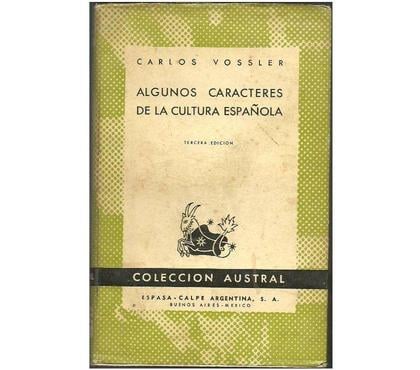 CARLOS VOSSLER
ALGUNOS CARACTERES
DE LA CULTURA ESPAÑOLA
TERCERA EDICION
COLECCION AUSTRAL
ESPASA-CALPE ARGENTINA, S. A.
BUENOS AIRES-MEXICO